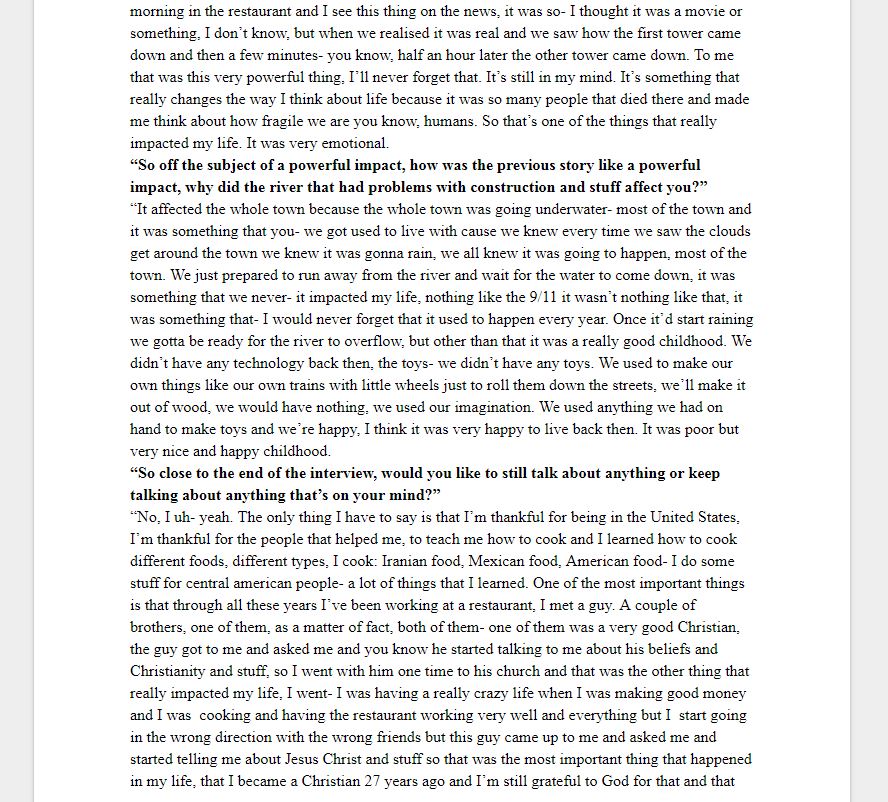 morning in the restaurant and I see this thing on the news, it was so- I thought it was a movie or
something, I don’t know, but when we realised it was real and we saw how the first tower came
down and then a few minutes- you know, half an hour later the other tower came down. To me
that was this very powerful thing, I’ll never forget that. It’s still in my mind. It’s something that
really changes the way I think about life because it was so many people that died there and made
me think about how fragile we are you know, humans. So that’s one of the things that really
impacted my life. It was very emotional.
“So off the subject of a powerful impact, how was the previous story like a powerful
impact, why did the river that had problems with construction and stuff affect you?”
“It affected the whole town because the whole town was going underwater- most of the town and
it was something that you- we got used to live with cause we knew every time we saw the clouds
get around the town we knew it was gonna rain, we all knew it was going to happen, most of the
town. We just prepared to run away from the river and wait for the water to come down, it was
something that we never- it impacted my life, nothing like the 9/11 it wasn’t nothing like that, it
was something that- I would never forget that it used to happen every year. Once it’d start raining
we gotta be ready for the river to overflow, but other than that it was a really good childhood. We
didn’t have any technology back then, the toys- we didn’t have any toys. We used to make our
own things like our own trains with little wheels just to roll them down the streets, we’ll make it
out of wood, we would have nothing, we used our imagination. We used anything we had on
hand to make toys and we’re happy, I think it was very happy to live back then. It was poor but
very nice and happy childhood.
“So close to the end of the interview, would you like to still talk about anything or keep
talking about anything that’s on your mind?”
“No, I uh- yeah. The only thing I have to say is that I’m thankful for being in the United States,
I’m thankful for the people that helped me, to teach me how to cook and I learned how to cook
different foods, different types, I cook: Iranian food, Mexican food, American food- I do some
stuff for central american people- a lot of things that I learned. One of the most important things
is that through all these years I’ve been working at a restaurant, I met a guy. A couple of
brothers, one of them, as a matter of fact, both of them- one of them was a very good Christian,
the guy got to me and asked me and you know he started talking to me about his beliefs and
Christianity and stuff, so I went with him one time to his church and that was the other thing that
really impacted my life, I went- I was having a really crazy life when I was making good money
and I was  cooking and having the restaurant working very well and everything but I  start going
in the wrong direction with the wrong friends but this guy came up to me and asked me and
started telling me about Jesus Christ and stuff so that was the most important thing that happened
in my life, that I became a Christian 27 years ago and I’m still grateful to God for that and that